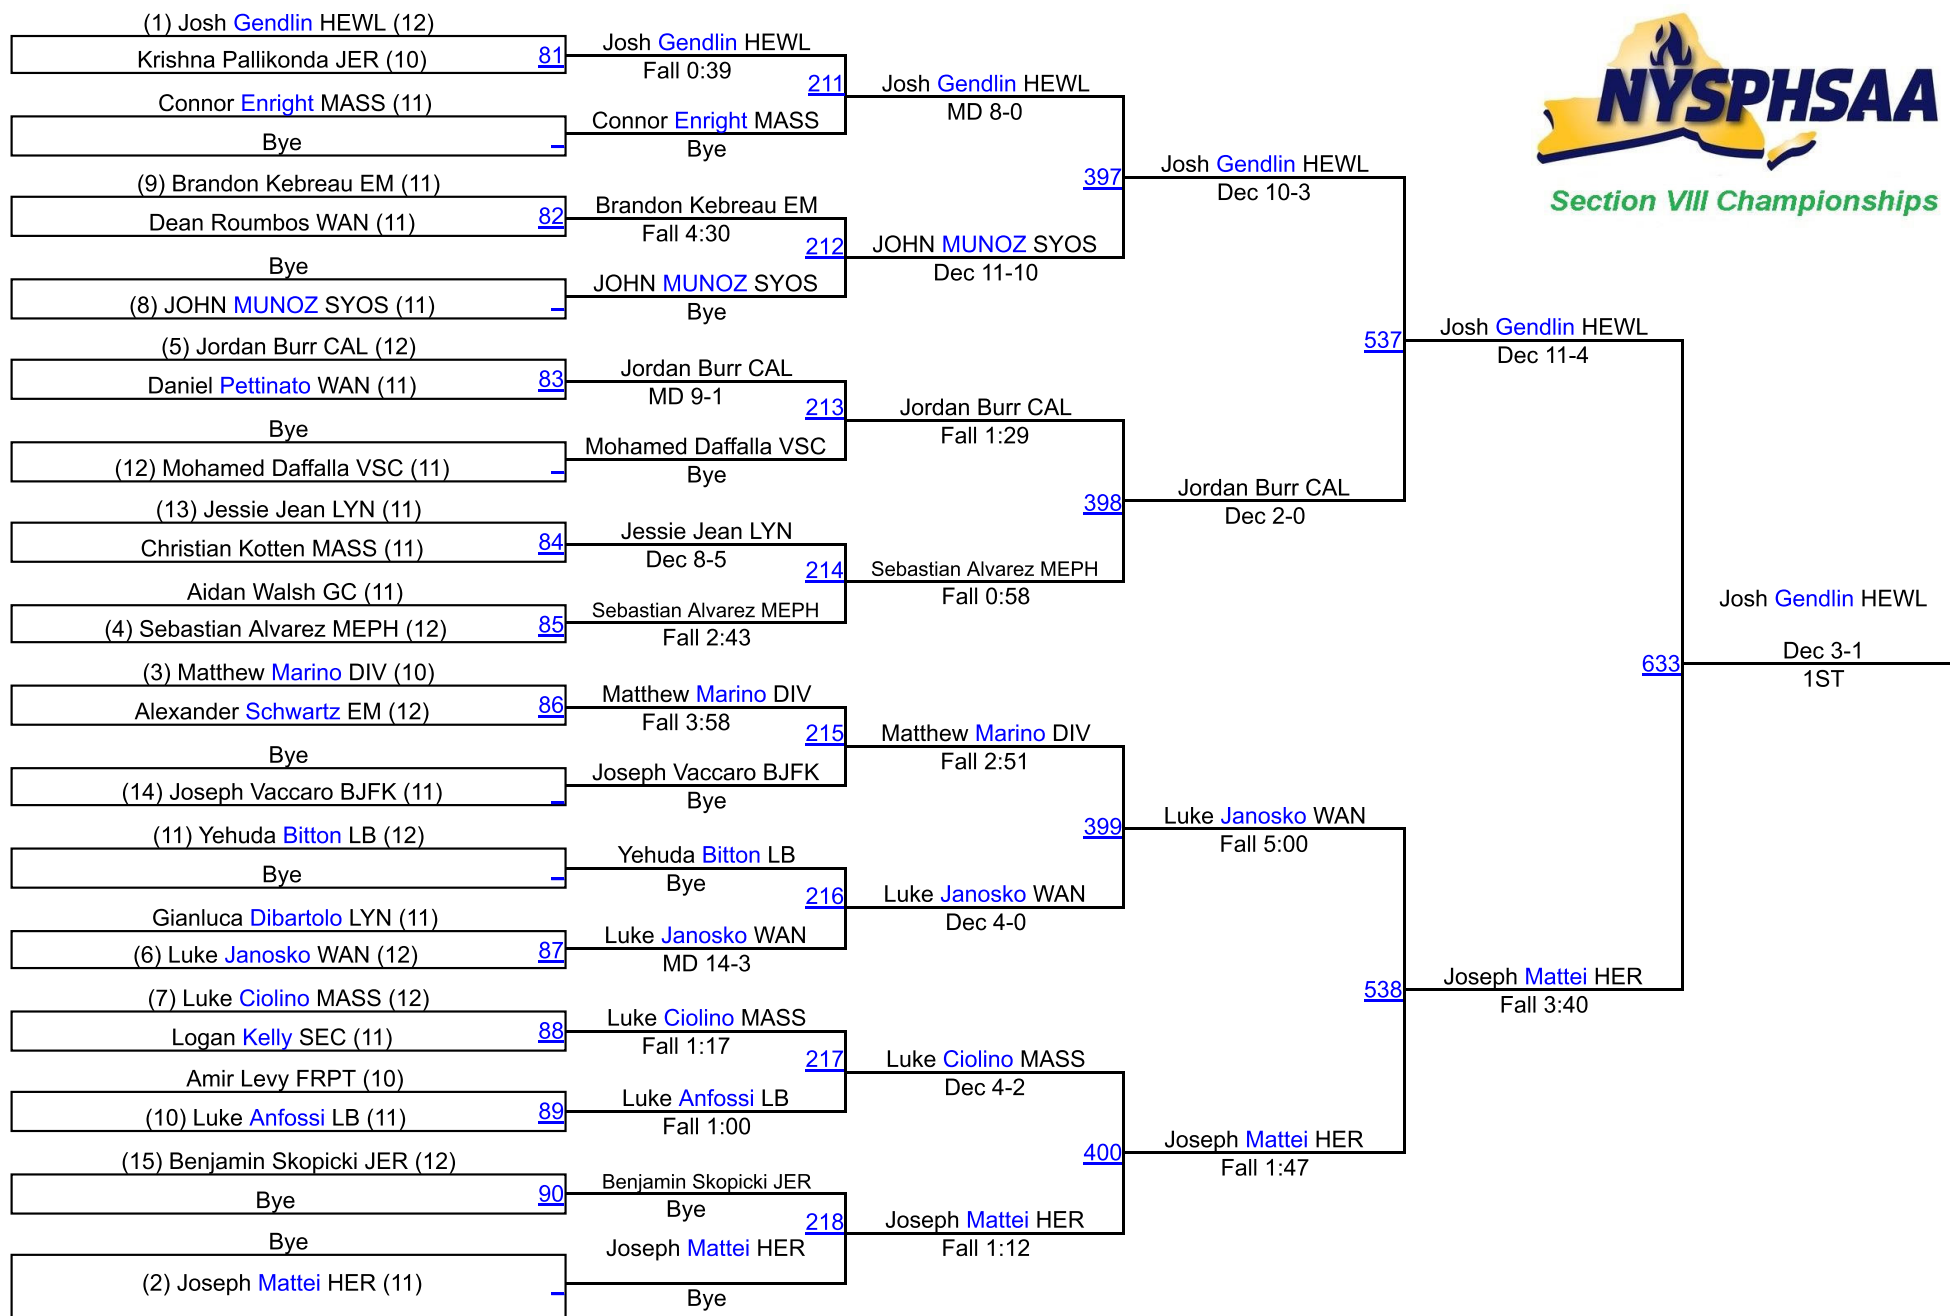 (1) Josh Gendlin HEWL (12)
Krishna Pallikonda JER (10)
81
Connor Enright MASS (11)
Bye
(9) Brandon Kebreau EM (11)
Dean Roumbos WAN (11)
82
Bye
(8) JOHN MUNOZ SYOS (11)
(5) Jordan Burr CAL (12)
Daniel Pettinato WAN (11)
83
Bye
(12) Mohamed Daffalla VSC (11)
(13) Jessie Jean LYN (11)
Christian Kotten MASS (11)
84
Aidan Walsh GC (11)
(4) Sebastian Alvarez MEPH (12)
85
(3) Matthew Marino DIV (10)
Alexander Schwartz EM (12)
86
Bye
(14) Joseph Vaccaro BJFK (11)
(11) Yehuda Bitton LB (12)
Bye
Gianluca Dibartolo LYN (11)
(6) Luke Janosko WAN (12)
87
(7) Luke Ciolino MASS (12)
Logan Kelly SEC (11)
88
Amir Levy FRPT (10)
(10) Luke Anfossi LB (11)
89
(15) Benjamin Skopicki JER (12)
Bye
90
Bye
(2) Joseph Mattei HER (11)
Josh Gendlin HEWL
Fall 0:39
211
Connor Enright MASS
Bye
Brandon Kebreau EM
Fall 4:30
212
JOHN MUNOZ SYOS
Bye
Jordan Burr CAL
MD 9-1
213
Mohamed Daffalla VSC
Bye
Jessie Jean LYN
Dec 8-5
214
Sebastian Alvarez MEPH
Fall 2:43
Matthew Marino DIV
Fall 3:58
215
Joseph Vaccaro BJFK
Bye
Yehuda Bitton LB
Bye
216
Luke Janosko WAN
MD 14-3
Luke Ciolino MASS
Fall 1:17
217
Luke Anfossi LB
Fall 1:00
Benjamin Skopicki JER
Bye
218
Joseph Mattei HER
Bye
Josh Gendlin HEWL
MD 8-0
397
JOHN MUNOZ SYOS
Dec 11-10
Jordan Burr CAL
Fall 1:29
398
Sebastian Alvarez MEPH
Fall 0:58
Matthew Marino DIV
Fall 2:51
399
Luke Janosko WAN
Dec 4-0
Luke Ciolino MASS
Dec 4-2
400
Joseph Mattei HER
Fall 1:12
Josh Gendlin HEWL
Dec 10-3
537
Jordan Burr CAL
Dec 2-0
Luke Janosko WAN
Fall 5:00
538
Joseph Mattei HER
Fall 1:47
Josh Gendlin HEWL
Dec 11-4
633
Joseph Mattei HER
Fall 3:40
Josh Gendlin HEWL
Dec 3-1
1ST
NYSPHSAA
Section VIII Championships